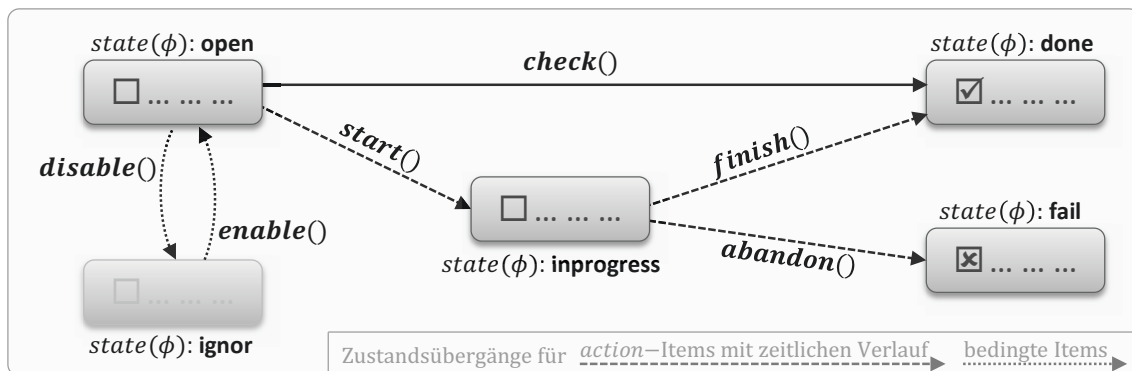 state(ϕ): open
state(ϕ): done
check()
☐ … … …
☑ … … …
start()
finish()
disable()
☐ … … …
state(ϕ): fail
enable()
abandon()
☒ … … …
state(ϕ): inprogress
☐ … … …
state(ϕ): ignor
Zustandsübergänge für action−Items mit zeitlichen Verlauf bedingte Items